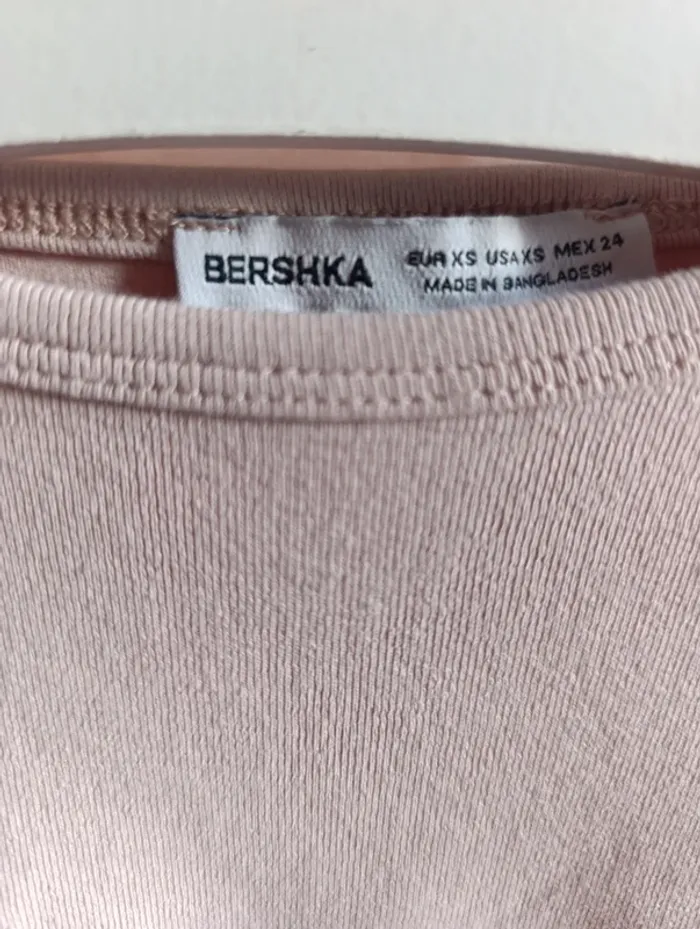 BERSHKA
EUR XS USA XS MEX 24
MADE IN BANGLADESH